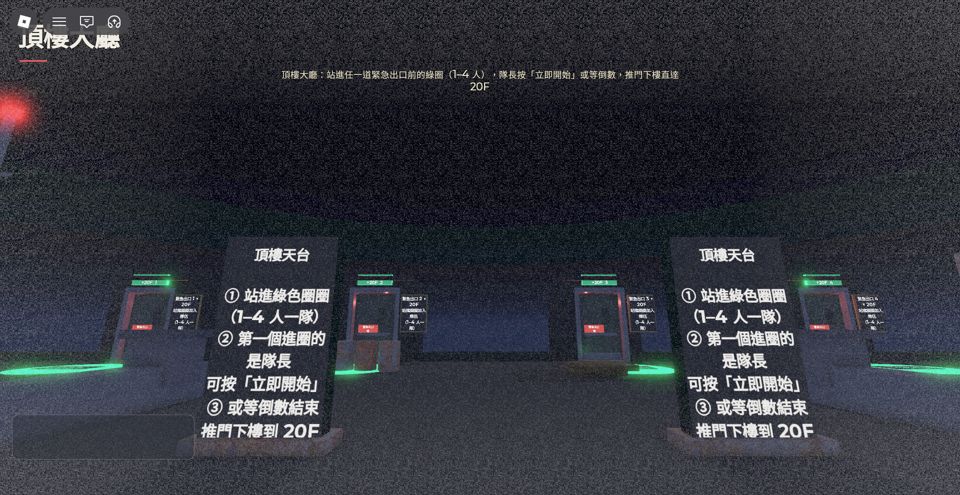 頂樓大廳
頂樓大廳：站進任一道緊急出口前的綠圈（1–4 人），隊長按「立即開始」或等倒數，推門下樓直達
20F
頂樓天台
① 站進綠色圈圈
（1–4 人一隊）
② 第一個進圈的
是隊長
可按「立即開始」
③ 或等倒數結束
推門下樓到 20F
頂樓天台
① 站進綠色圈圈
（1–4 人一隊）
② 第一個進圈的
是隊長
可按「立即開始」
③ 或等倒數結束
推門下樓到 20F